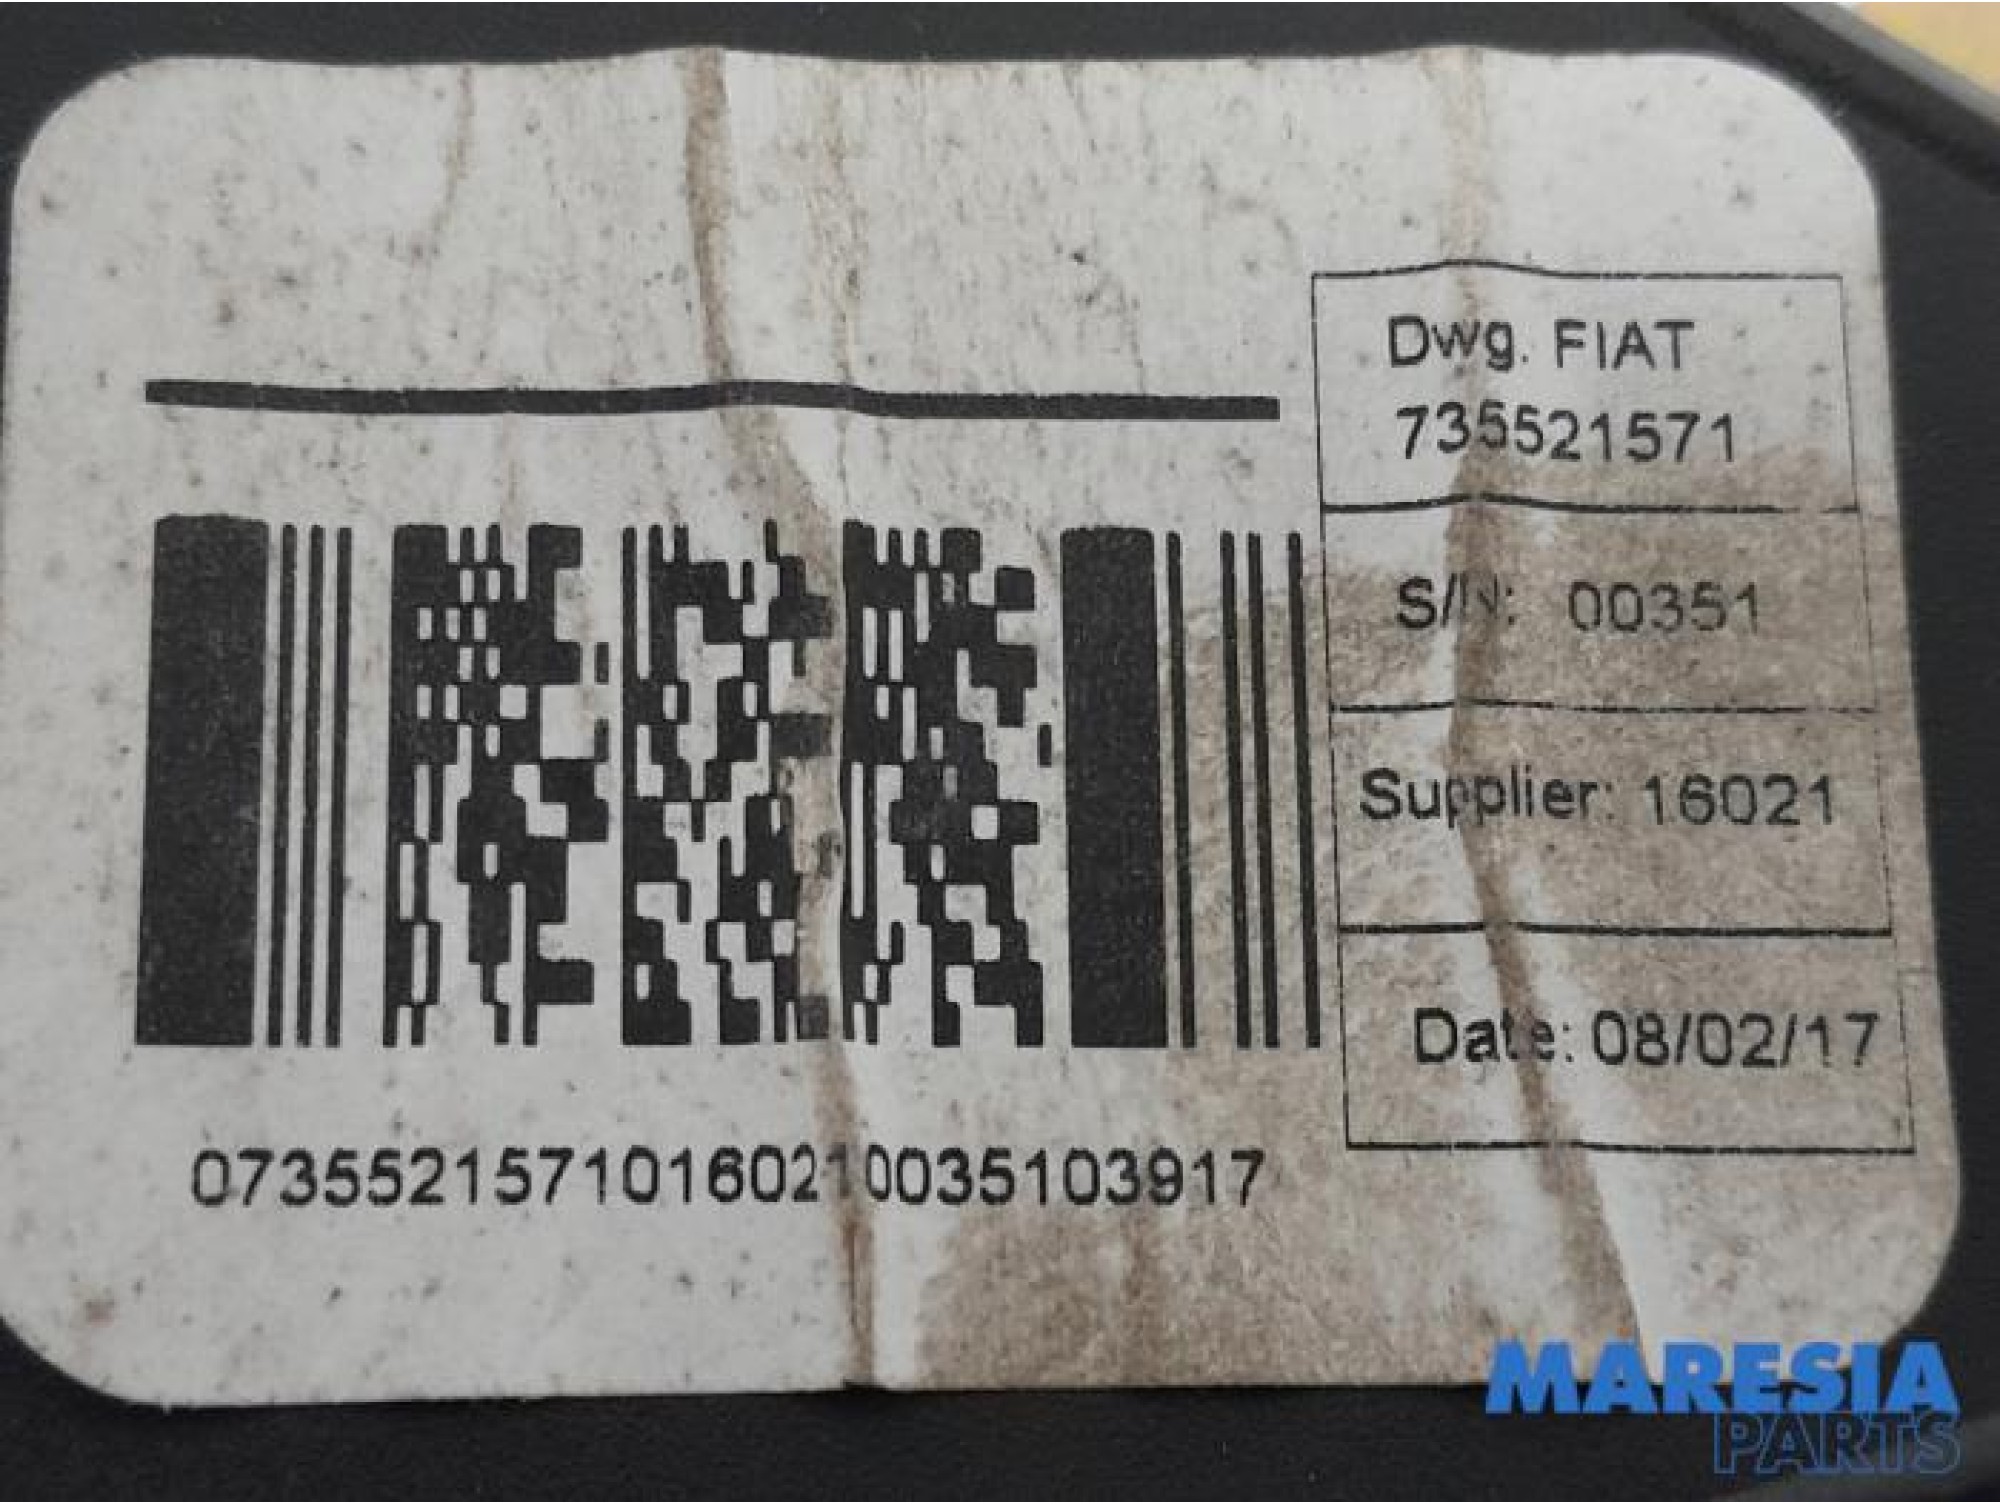 Dwg. FIAT
735521571
S/N: 00351
Supplier: 16021
Date: 08/02/17
07355215710160210035103917
MARESIA
PARTS